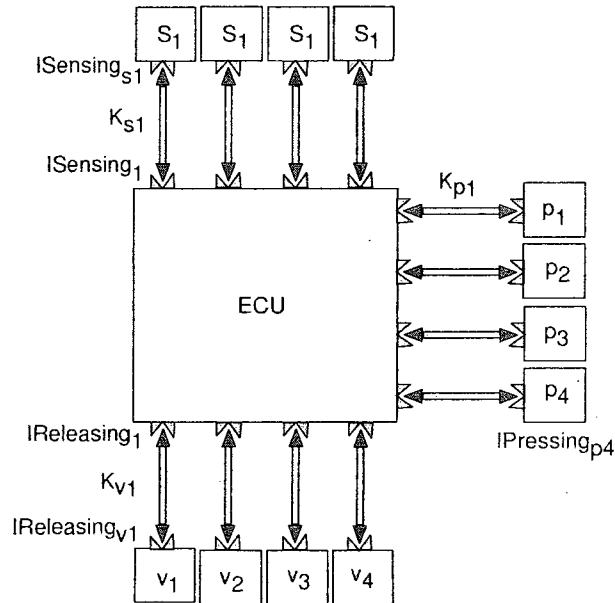 S1 S1 S1 S1
ISensings1
Ks1
ISensing1
Kp1
p1
p2
ECU
p3
p4
IReleasing1
IPressingp4
Kv1
IReleasingv1
v1 v2 v3 v4